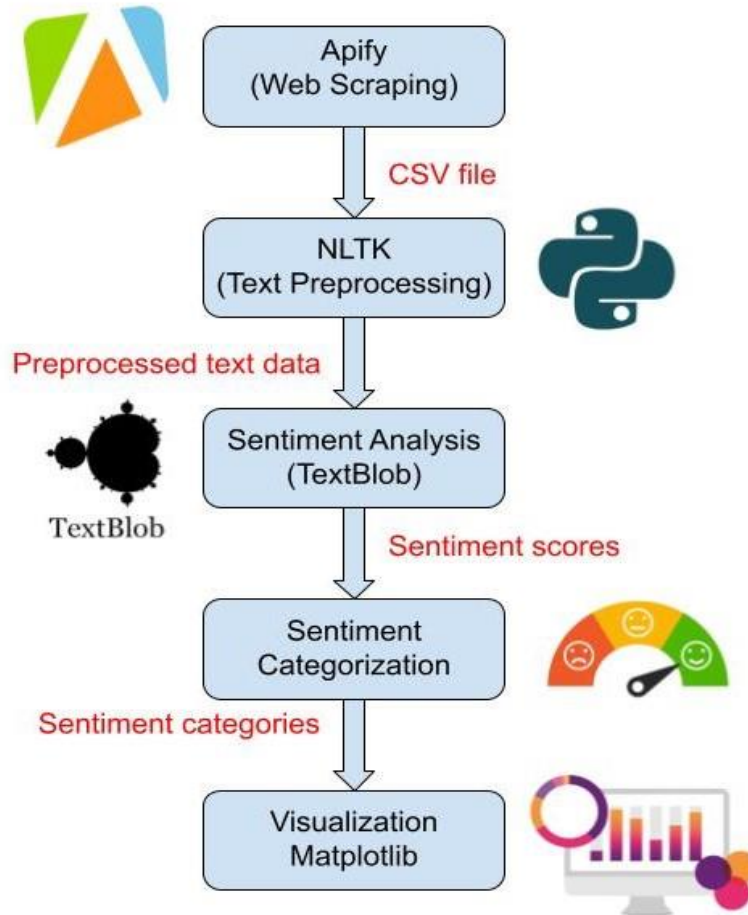 Apify
(Web Scraping)
CSV file
NLTK
(Text Preprocessing)
Preprocessed text data
Sentiment Analysis
(TextBlob)
TextBlob
Sentiment scores
Sentiment
Categorization
Sentiment categories
Visualization
Matplotlib